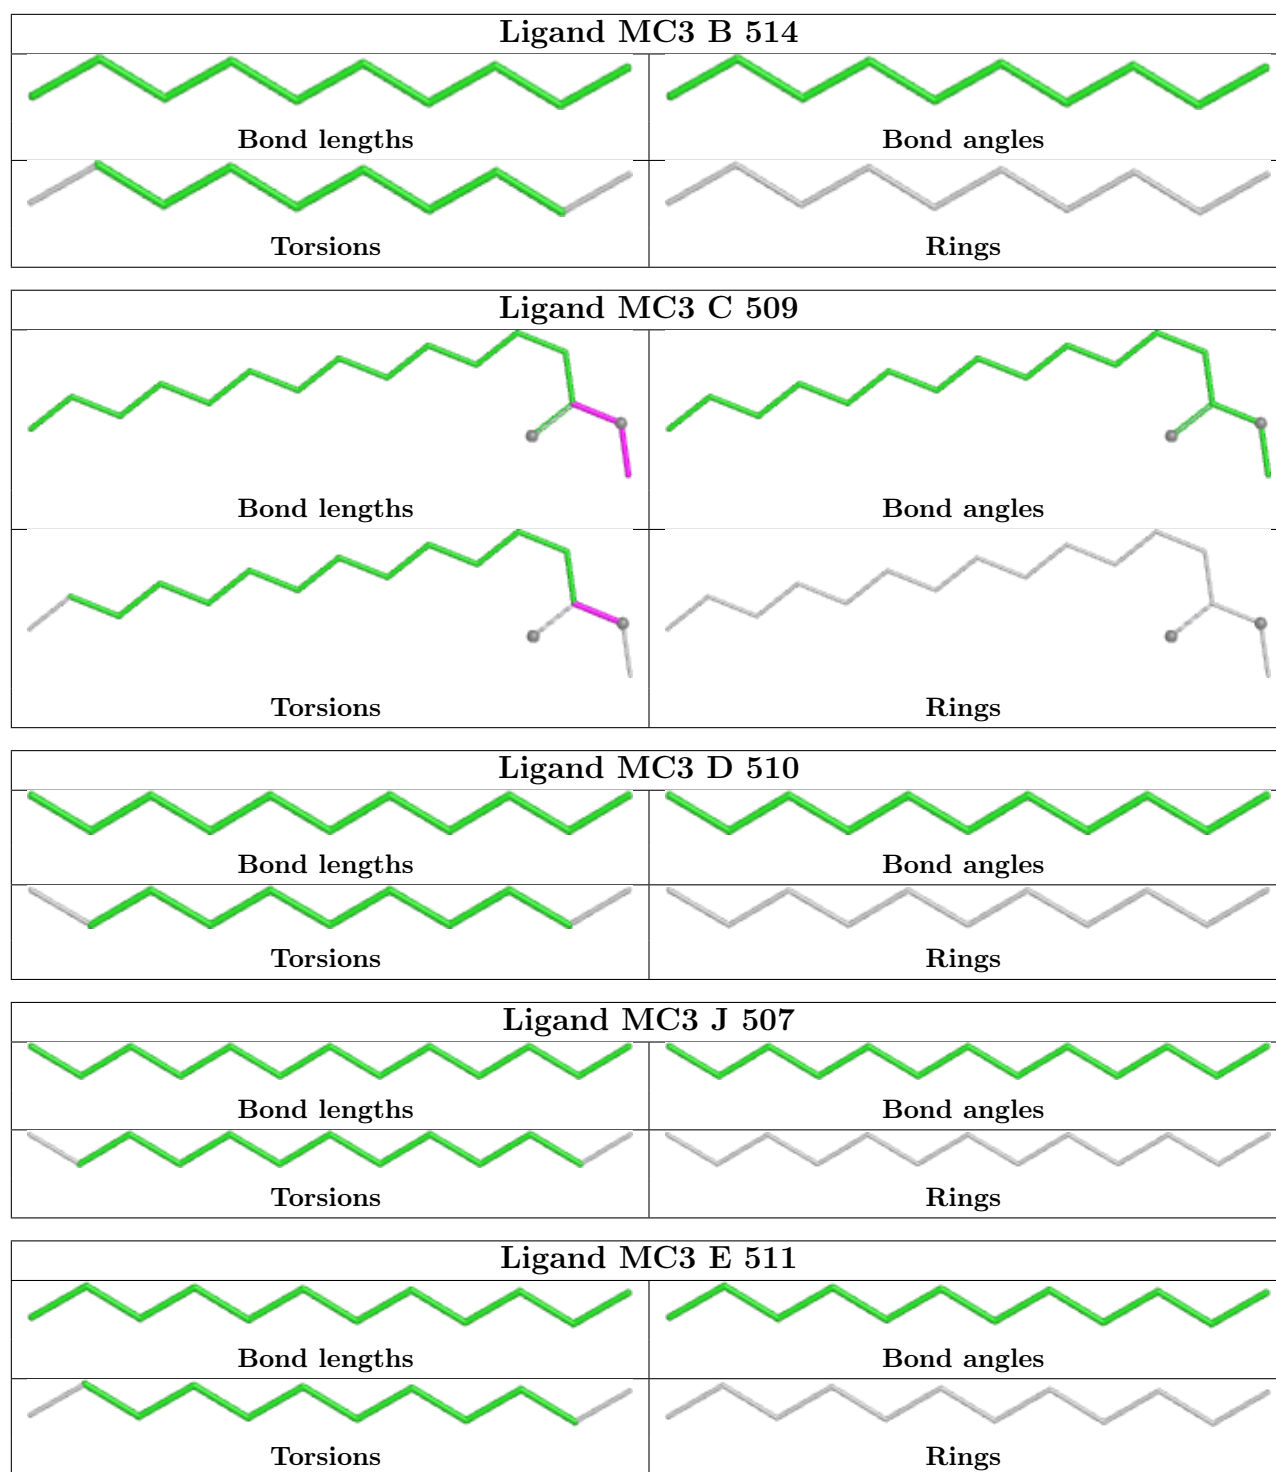 Ligand MC3 B 514
Bond lengths Bond angles
Torsions Rings
Ligand MC3 C 509
Bond lengths Bond angles
Torsions Rings
Ligand MC3 D 510
Bond lengths Bond angles
Torsions Rings
Ligand MC3 J 507
Bond lengths Bond angles
Torsions Rings
Ligand MC3 E 511
Bond lengths Bond angles
Torsions Rings